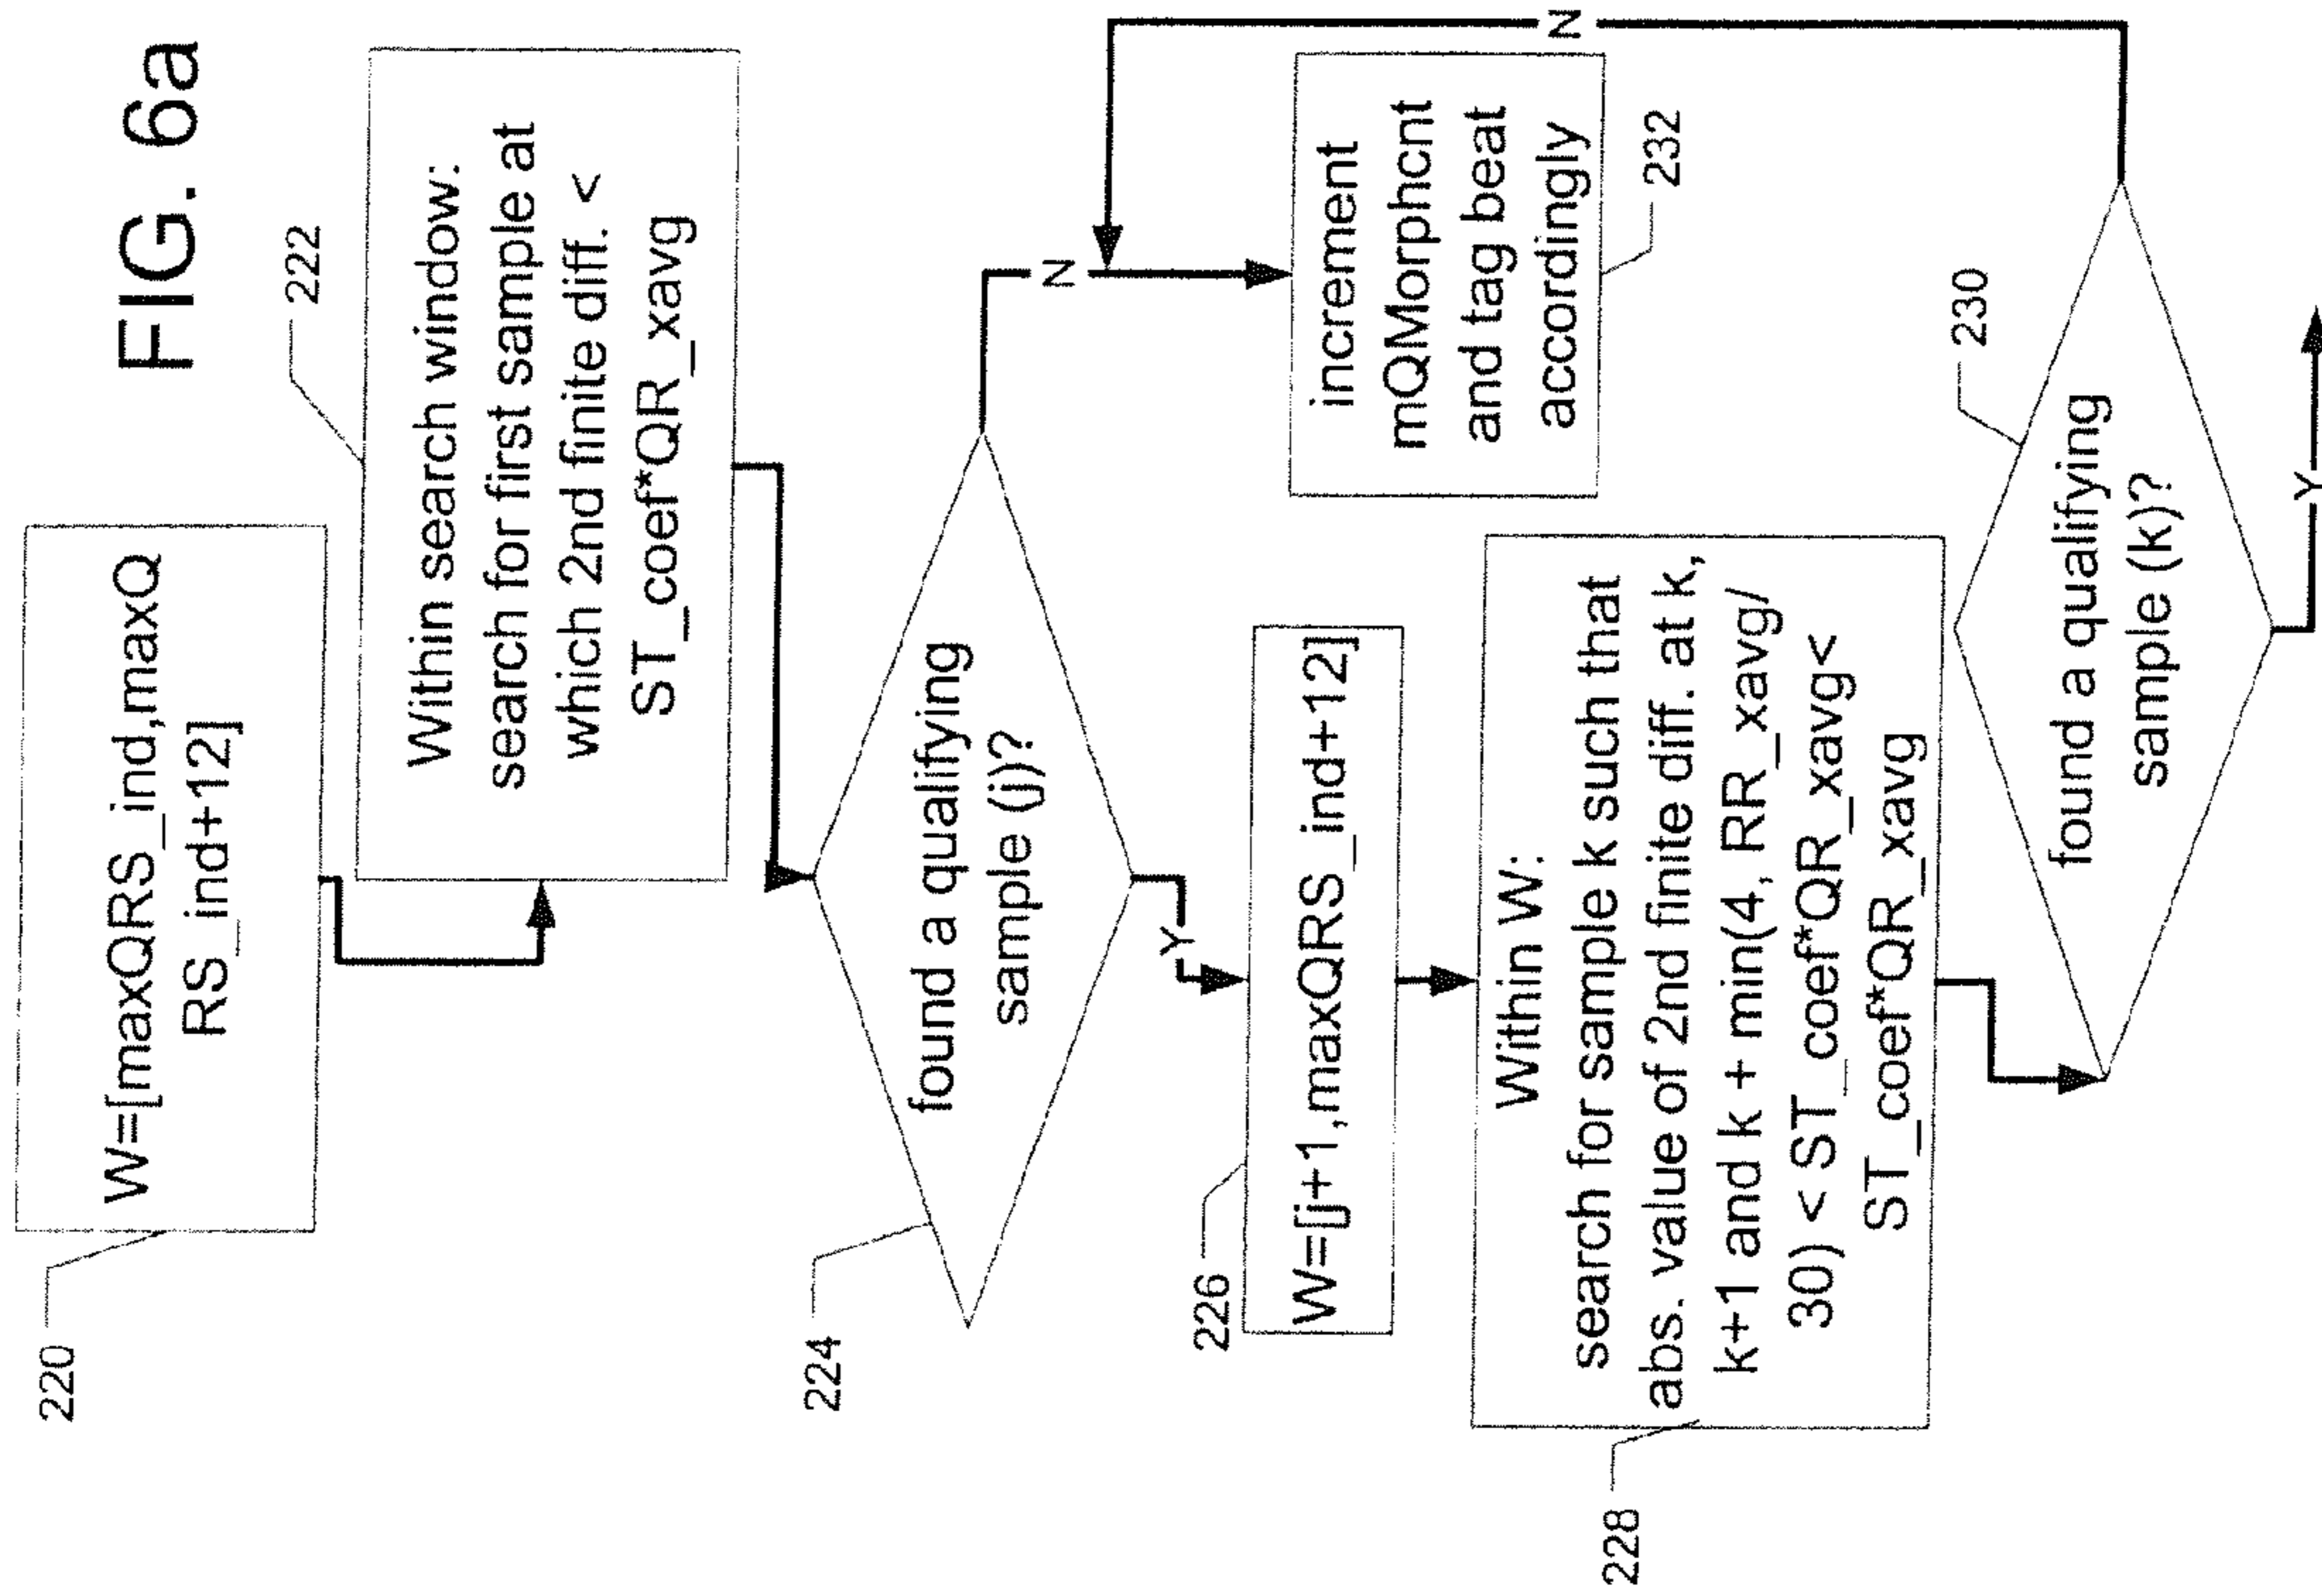 FIG. 6a
220
W=[maxQRS_ind,maxQ
RS_ind+12]
222
Within search window:
search for first sample at
which 2nd finite diff. <
ST_coef*QR_xavg
224
found a qualifying
sample (j)?
N
Y
226
W=[j+1,maxQRS_ind+12]
increment
mQMorphcnt
and tag beat
accordingly
232
N
228
Within W:
search for sample k such that
abs. value of 2nd finite diff. at k,
k+1 and k + min(4, RR_xavg/
30) < ST_coef*QR_xavg<
ST_coef*QR_xavg
230
found a qualifying
sample (k)?
Y